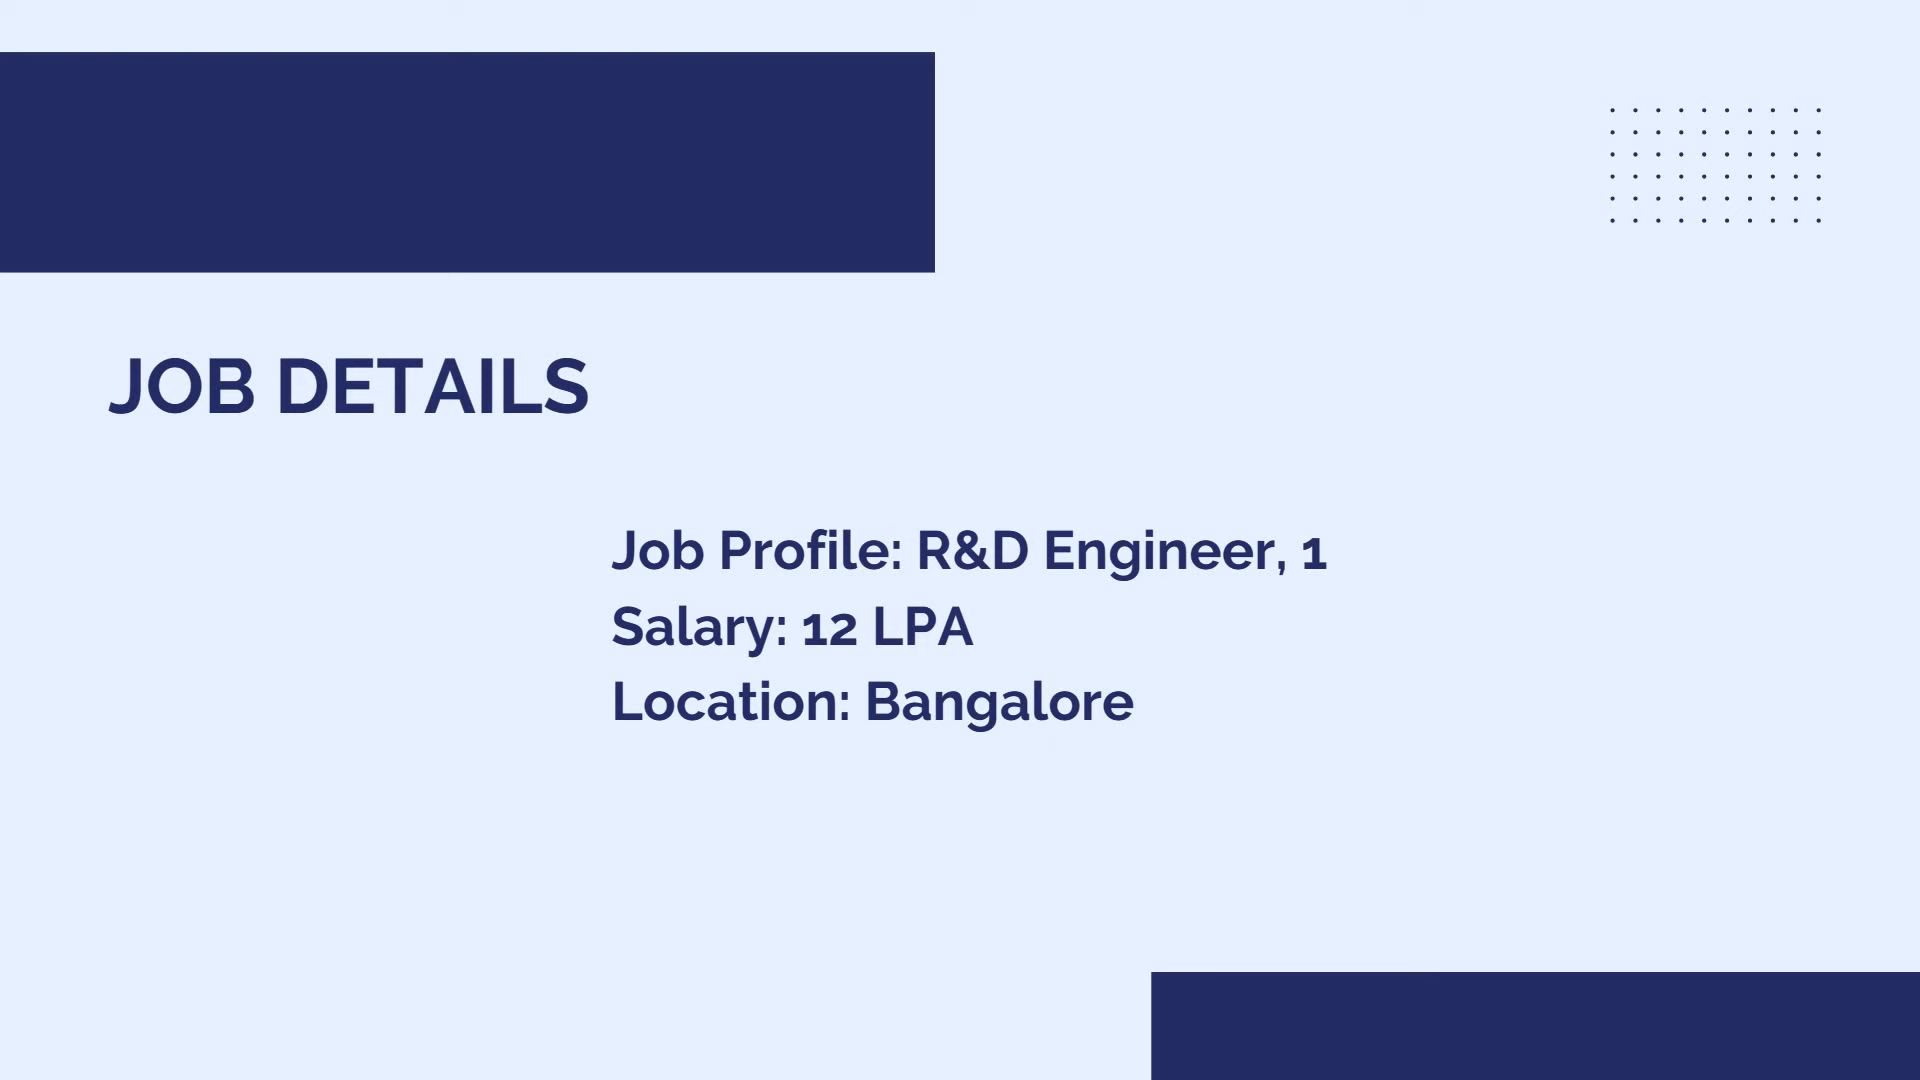 JOB DETAILS
Job Profile: R&D Engineer, 1
Salary: 12 LPA
Location: Bangalore